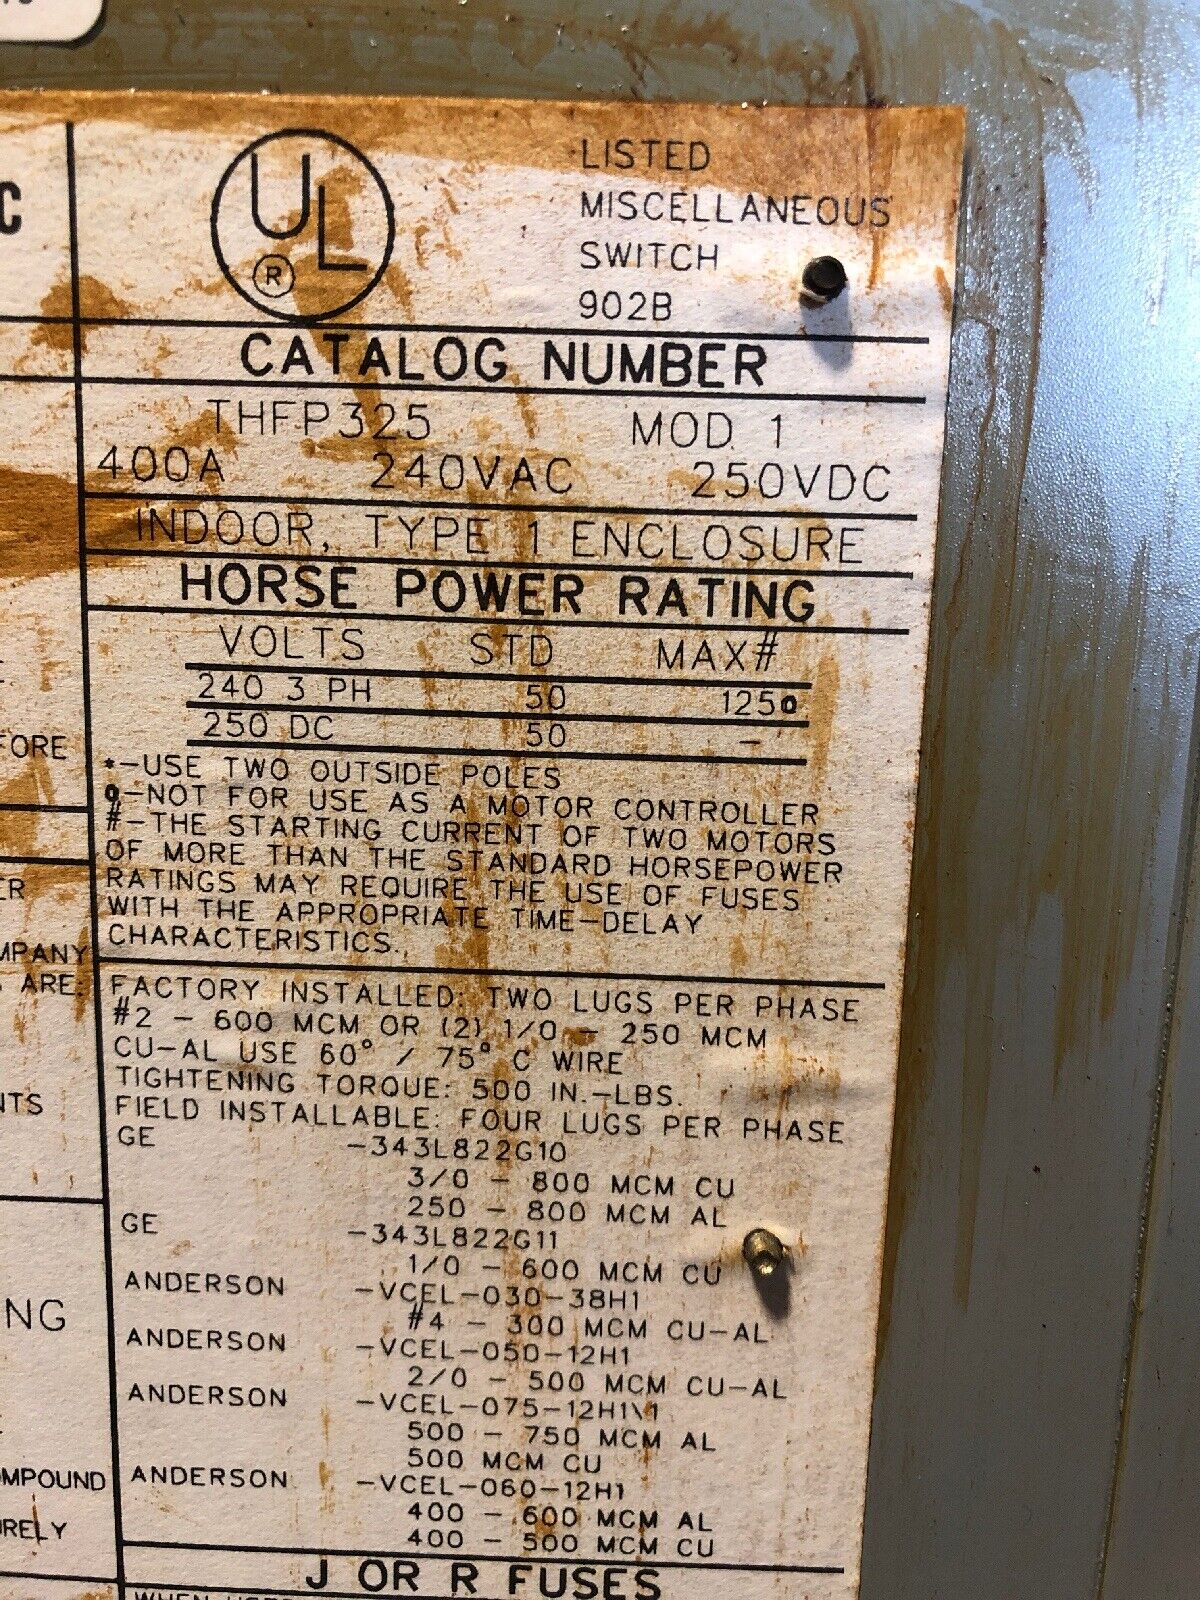 C
UL
®
LISTED
MISCELLANEOUS
SWITCH
902B
CATALOG NUMBER
THFP325 MOD. 1
400A 240VAC 250VDC
INDOOR, TYPE 1 ENCLOSURE
HORSE POWER RATING
VOLTS STD MAX#
240 3 PH 50 125o
250 DC 50 -
*-USE TWO OUTSIDE POLES
o-NOT FOR USE AS A MOTOR CONTROLLER
#-THE STARTING CURRENT OF TWO MOTORS
OF MORE THAN THE STANDARD HORSEPOWER
RATINGS MAY REQUIRE THE USE OF FUSES
WITH THE APPROPRIATE TIME-DELAY
CHARACTERISTICS.
FACTORY INSTALLED: TWO LUGS PER PHASE
#2 - 600 MCM OR (2) 1/0 - 250 MCM
CU-AL USE 60° / 75° C WIRE
TIGHTENING TORQUE: 500 IN.-LBS.
FIELD INSTALLABLE: FOUR LUGS PER PHASE
GE -343L822G10
3/0 - 800 MCM CU
250 - 800 MCM AL
GE -343L822G11
1/0 - 600 MCM CU
ANDERSON -VCEL-030-38H1
#4 - 300 MCM CU-AL
ANDERSON -VCEL-050-12H1
2/0 - 500 MCM CU-AL
ANDERSON -VCEL-075-12H1\1
500 - 750 MCM AL
500 MCM CU
ANDERSON -VCEL-060-12H1
400 - 600 MCM AL
400 - 500 MCM CU
J OR R FUSES
FORE
ER
MPANY
ARE:
NTS
NG
OMPOUND
RELY